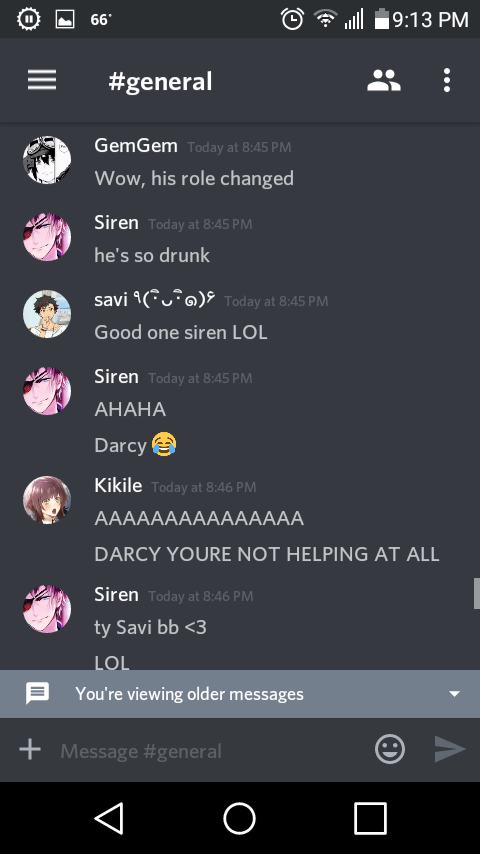 66°
9:13 PM
#general
GemGem Today at 8:45 PM
Wow, his role changed
Siren Today at 8:45 PM
he's so drunk
savi Today at 8:45 PM
Good one siren LOL
Siren Today at 8:45 PM
AHAHA
Darcy 😂
Kikile Today at 8:46 PM
AAAAAAAAAAAAAAA
DARCY YOURE NOT HELPING AT ALL
Siren Today at 8:46 PM
ty Savi bb <3
LOL
You're viewing older messages
Message #general